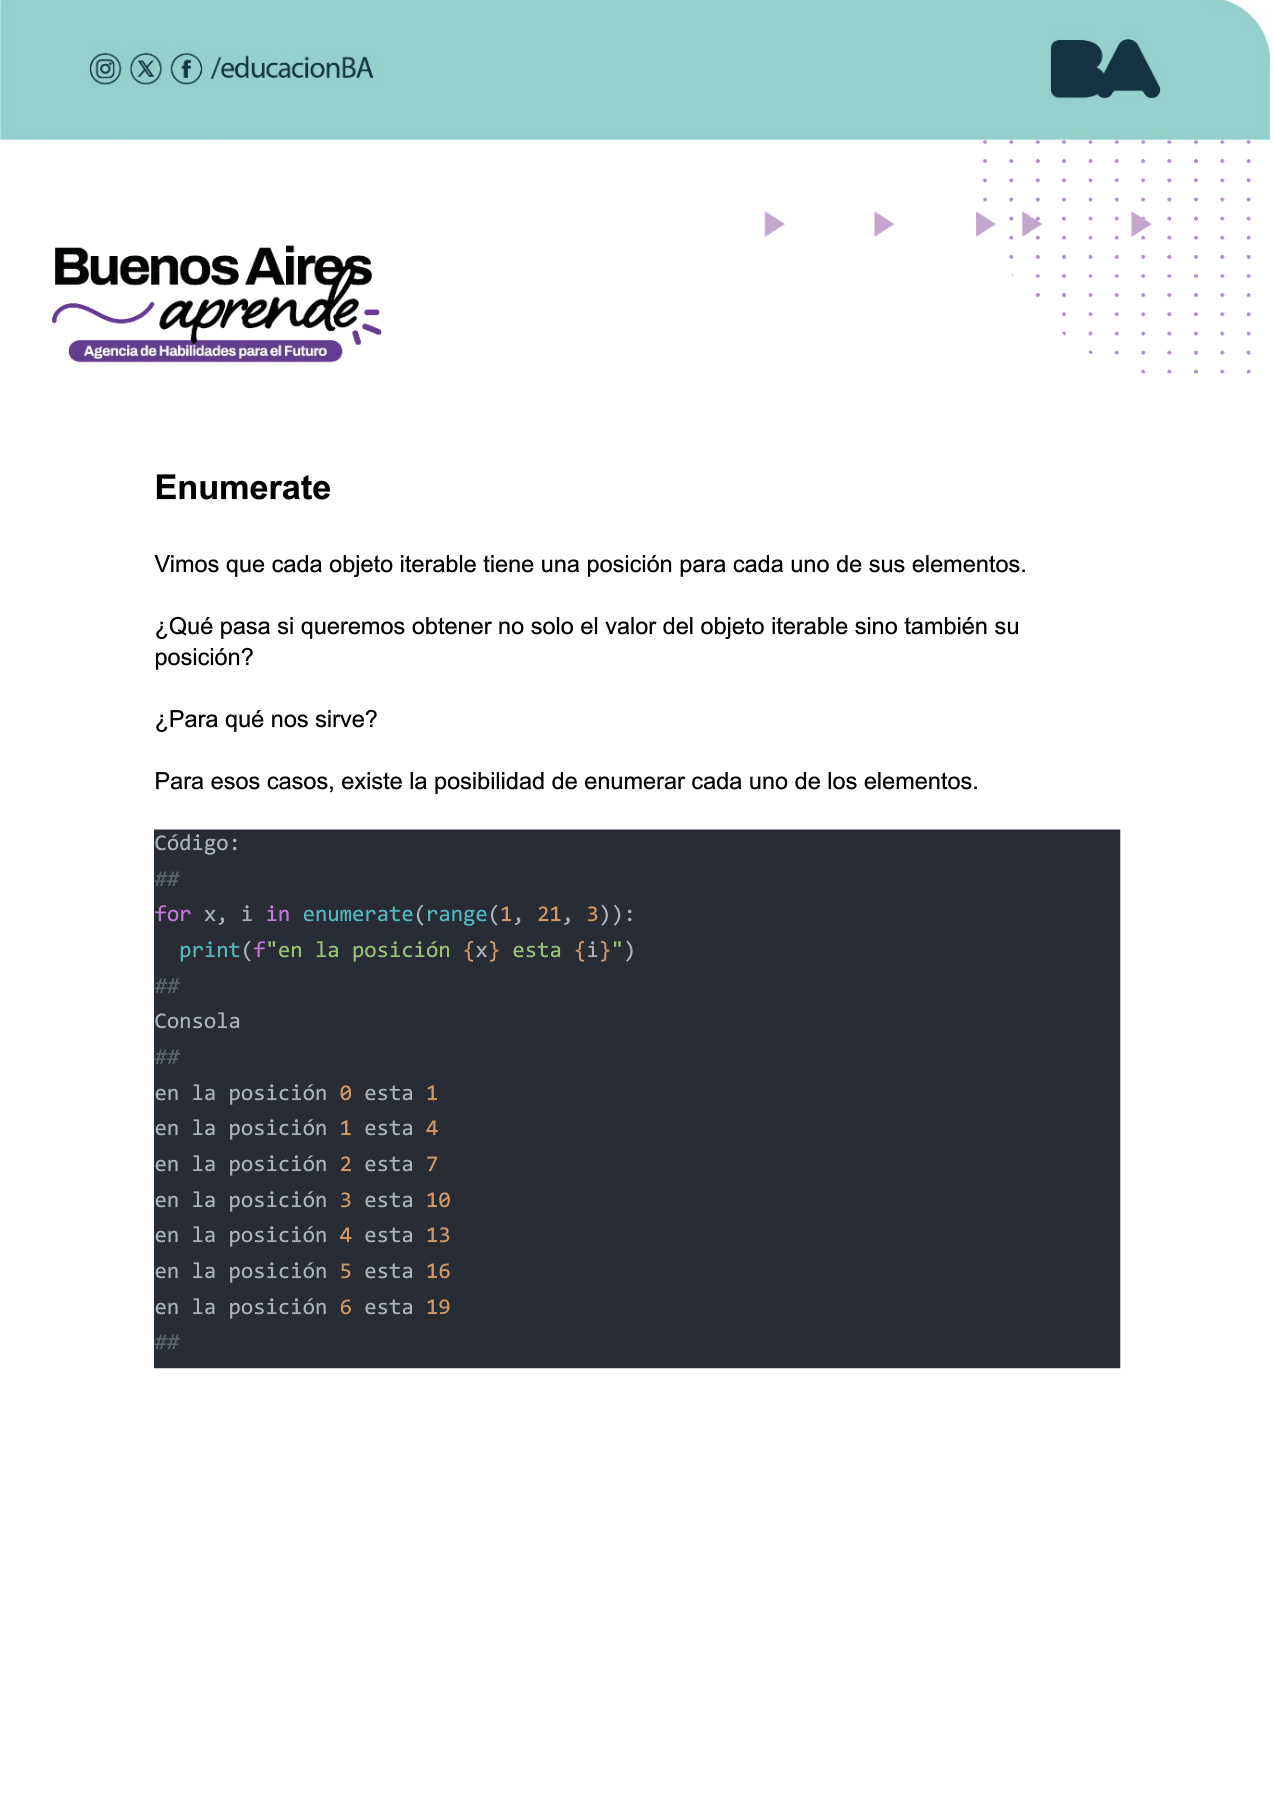 /educacionBA
BA
Buenos Aires
aprende
Agencia de Habilidades para el Futuro
Enumerate
Vimos que cada objeto iterable tiene una posición para cada uno de sus elementos.
¿Qué pasa si queremos obtener no solo el valor del objeto iterable sino también su
posición?
¿Para qué nos sirve?
Para esos casos, existe la posibilidad de enumerar cada uno de los elementos.
Código:
##
for x, i in enumerate(range(1, 21, 3)):
  print(f"en la posición {x} esta {i}")
##
Consola
##
en la posición 0 esta 1
en la posición 1 esta 4
en la posición 2 esta 7
en la posición 3 esta 10
en la posición 4 esta 13
en la posición 5 esta 16
en la posición 6 esta 19
##